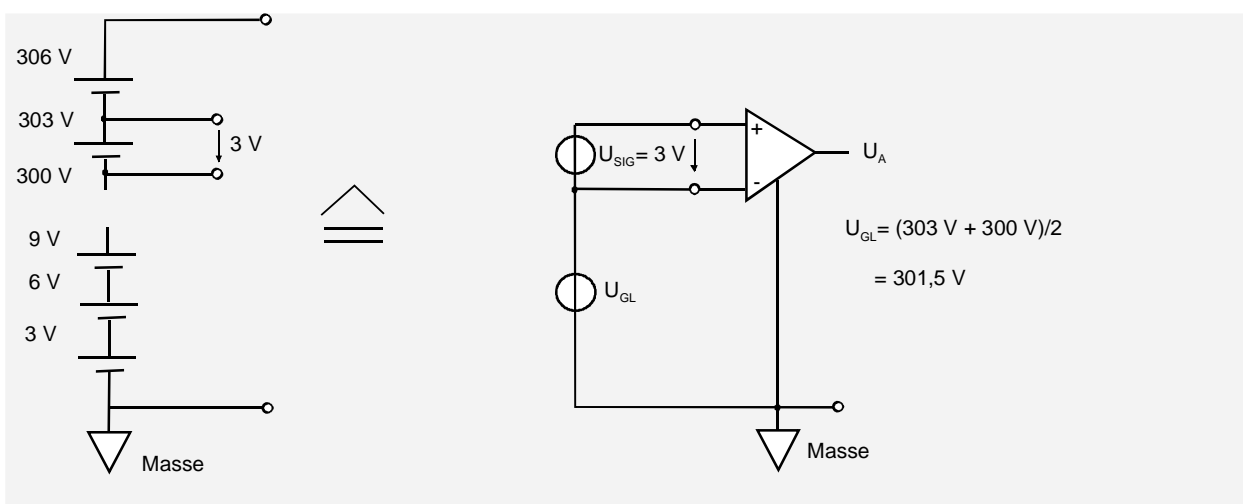 306 V
303 V
3 V
300 V
9 V
6 V
3 V
Masse
+
U_SIG= 3 V
-
U_A
U_GL
U_GL= (303 V + 300 V)/2
= 301,5 V
Masse